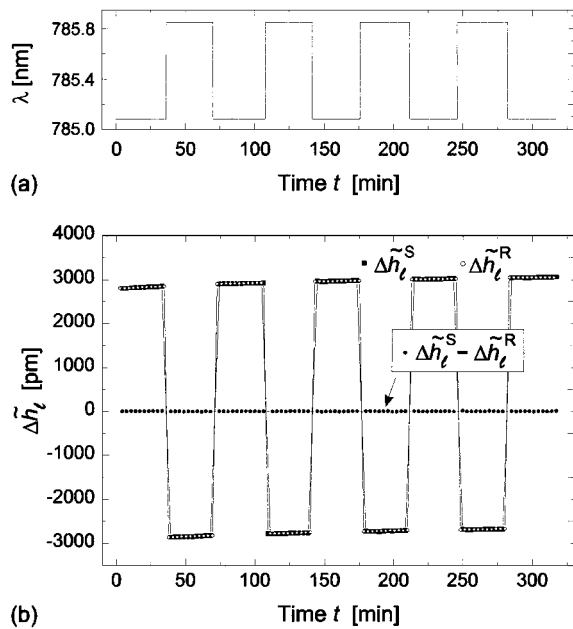 785.8
785.4
785.0
λ [nm]
0 50 100 150 200 250 300
(a)
Time t [min]
4000
3000
2000
1000
0
-1000
-2000
-3000
Δh̃ℓ [pm]
Δh̃ℓS Δh̃ℓR
Δh̃ℓS – Δh̃ℓR
0 50 100 150 200 250 300
(b)
Time t [min]